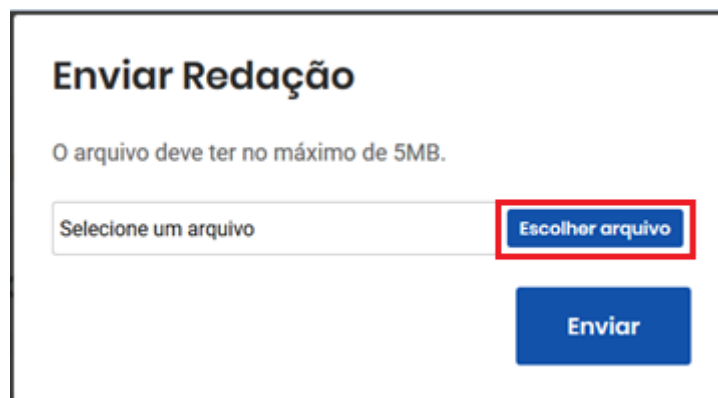 Enviar Redação
O arquivo deve ter no máximo de 5MB.
Selecione um arquivo Escolher arquivo
Enviar